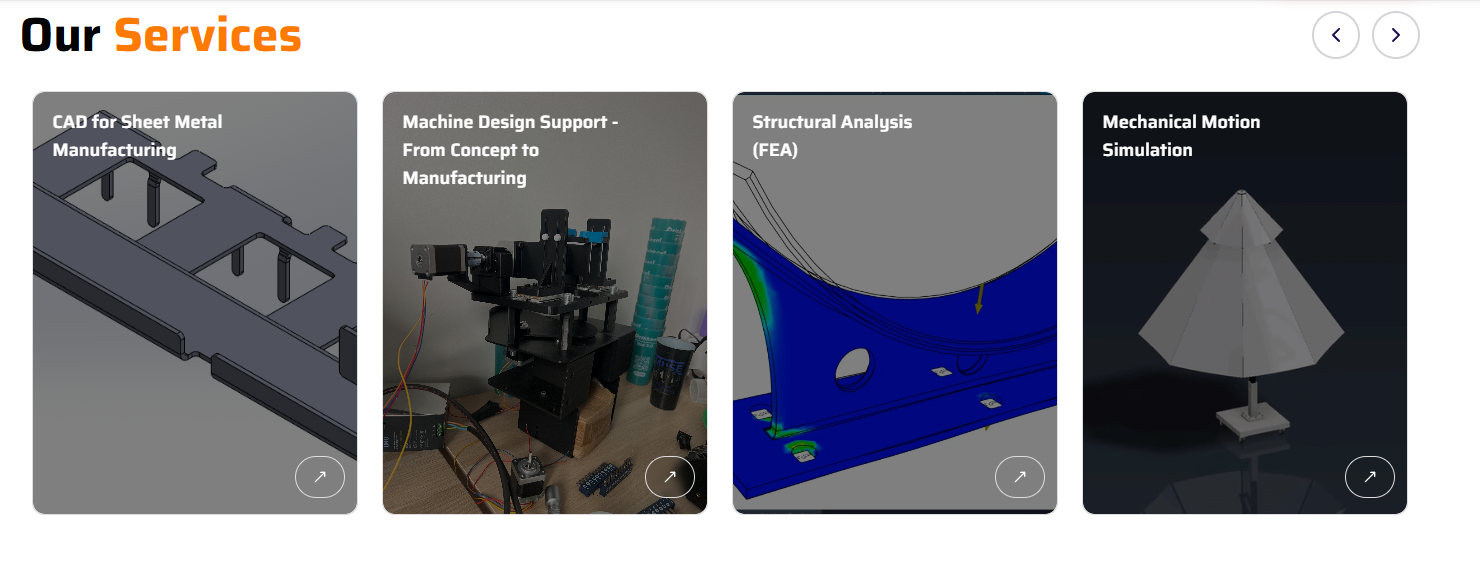 Our Services
CAD for Sheet Metal
Manufacturing
Machine Design Support -
From Concept to
Manufacturing
Structural Analysis
(FEA)
Mechanical Motion
Simulation